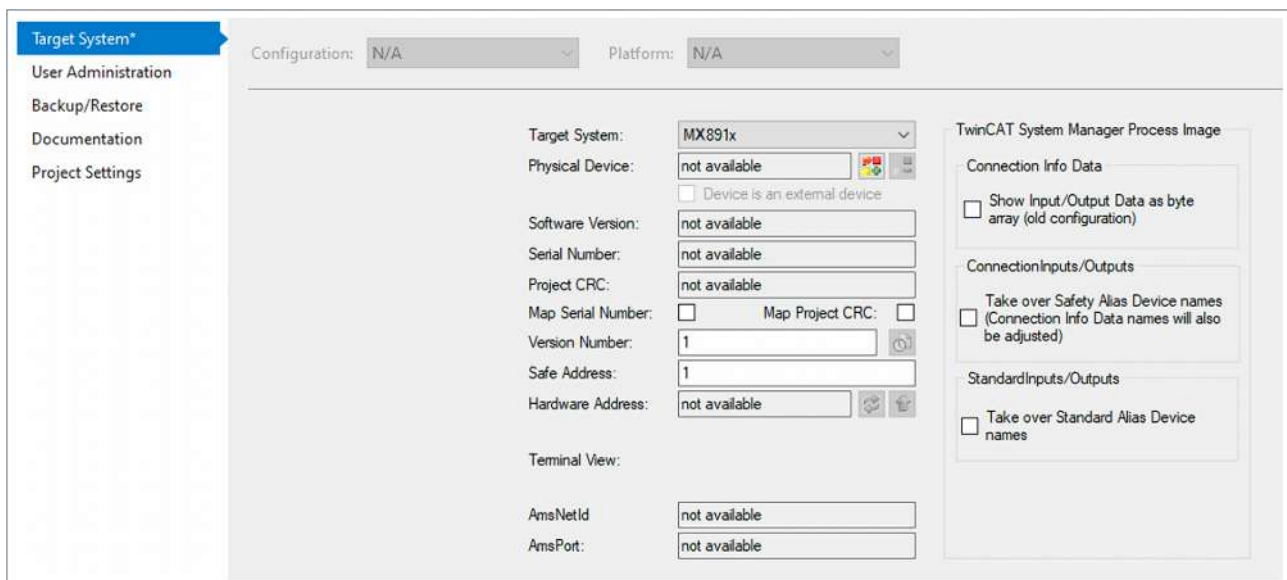 Target System*
User Administration
Backup/Restore
Documentation
Project Settings
Configuration: N/A Platform: N/A
Target System: MX891x
Physical Device: not available
Device is an external device
Software Version: not available
Serial Number: not available
Project CRC: not available
Map Serial Number: Map Project CRC:
Version Number: 1
Safe Address: 1
Hardware Address: not available
Terminal View:
AmsNetId not available
AmsPort: not available
TwinCAT System Manager Process Image
Connection Info Data
Show Input/Output Data as byte
array (old configuration)
ConnectionInputs/Outputs
Take over Safety Alias Device names
(Connection Info Data names will also
be adjusted)
StandardInputs/Outputs
Take over Standard Alias Device
names